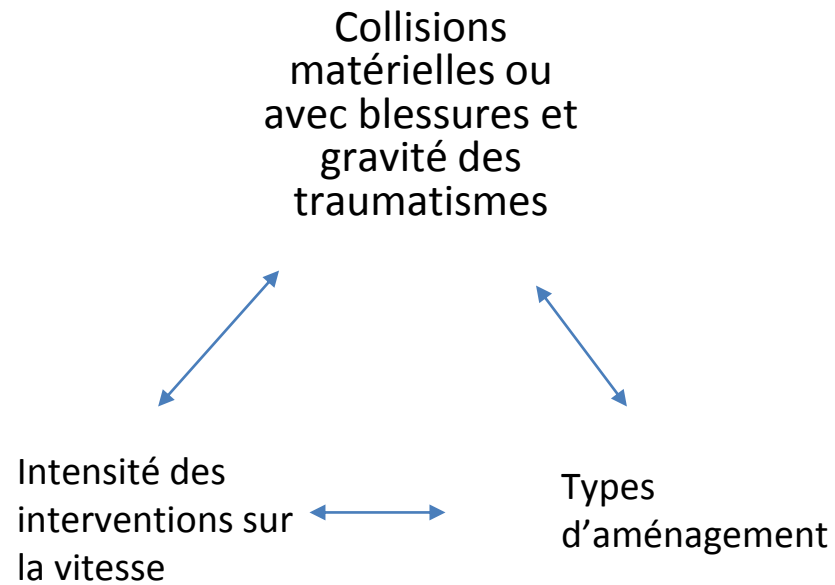 Collisions
matérielles ou
avec blessures et
gravité des
traumatismes
Intensité des
interventions sur
la vitesse
Types
d’aménagement